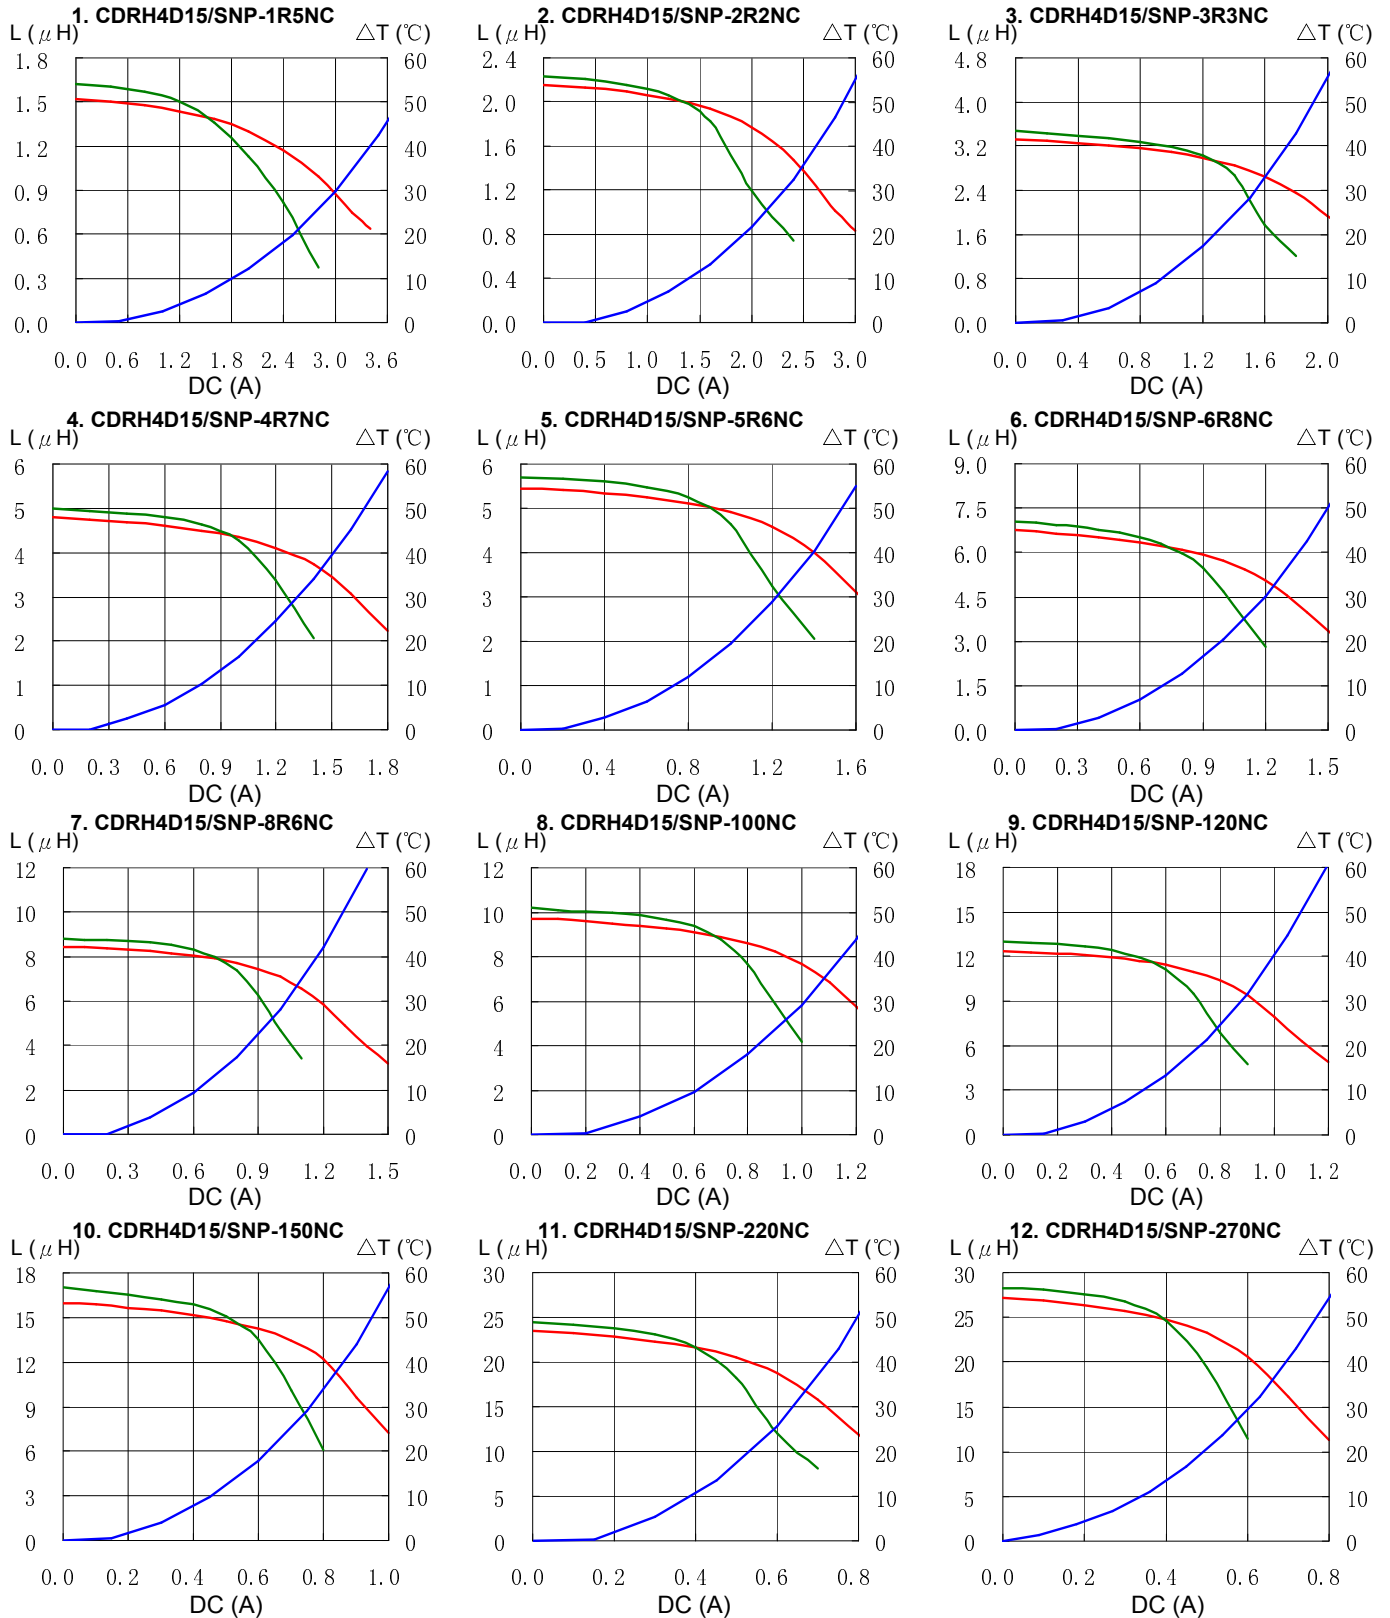 1. CDRH4D15/SNP-1R5NC
L (μH) △T (℃)
1.8 60
1.5 50
1.2 40
0.9 30
0.6 20
0.3 10
0.0 0
0.0 0.6 1.2 1.8 2.4 3.0 3.6
DC (A)
2. CDRH4D15/SNP-2R2NC
L (μH) △T (℃)
2.4 60
2.0 50
1.6 40
1.2 30
0.8 20
0.4 10
0.0 0
0.0 0.5 1.0 1.5 2.0 2.5 3.0
DC (A)
3. CDRH4D15/SNP-3R3NC
L (μH) △T (℃)
4.8 60
4.0 50
3.2 40
2.4 30
1.6 20
0.8 10
0.0 0
0.0 0.4 0.8 1.2 1.6 2.0
DC (A)
4. CDRH4D15/SNP-4R7NC
L (μH) △T (℃)
6 60
5 50
4 40
3 30
2 20
1 10
0 0
0.0 0.3 0.6 0.9 1.2 1.5 1.8
DC (A)
5. CDRH4D15/SNP-5R6NC
L (μH) △T (℃)
6 60
5 50
4 40
3 30
2 20
1 10
0 0
0.0 0.4 0.8 1.2 1.6
DC (A)
6. CDRH4D15/SNP-6R8NC
L (μH) △T (℃)
9.0 60
7.5 50
6.0 40
4.5 30
3.0 20
1.5 10
0.0 0
0.0 0.3 0.6 0.9 1.2 1.5
DC (A)
7. CDRH4D15/SNP-8R6NC
L (μH) △T (℃)
12 60
10 50
8 40
6 30
4 20
2 10
0 0
0.0 0.3 0.6 0.9 1.2 1.5
DC (A)
8. CDRH4D15/SNP-100NC
L (μH) △T (℃)
12 60
10 50
8 40
6 30
4 20
2 10
0 0
0.0 0.2 0.4 0.6 0.8 1.0 1.2
DC (A)
9. CDRH4D15/SNP-120NC
L (μH) △T (℃)
18 60
15 50
12 40
9 30
6 20
3 10
0 0
0.0 0.2 0.4 0.6 0.8 1.0 1.2
DC (A)
10. CDRH4D15/SNP-150NC
L (μH) △T (℃)
18 60
15 50
12 40
9 30
6 20
3 10
0 0
0.0 0.2 0.4 0.6 0.8 1.0
DC (A)
11. CDRH4D15/SNP-220NC
L (μH) △T (℃)
30 60
25 50
20 40
15 30
10 20
5 10
0 0
0.0 0.2 0.4 0.6 0.8
DC (A)
12. CDRH4D15/SNP-270NC
L (μH) △T (℃)
30 60
25 50
20 40
15 30
10 20
5 10
0 0
0.0 0.2 0.4 0.6 0.8
DC (A)